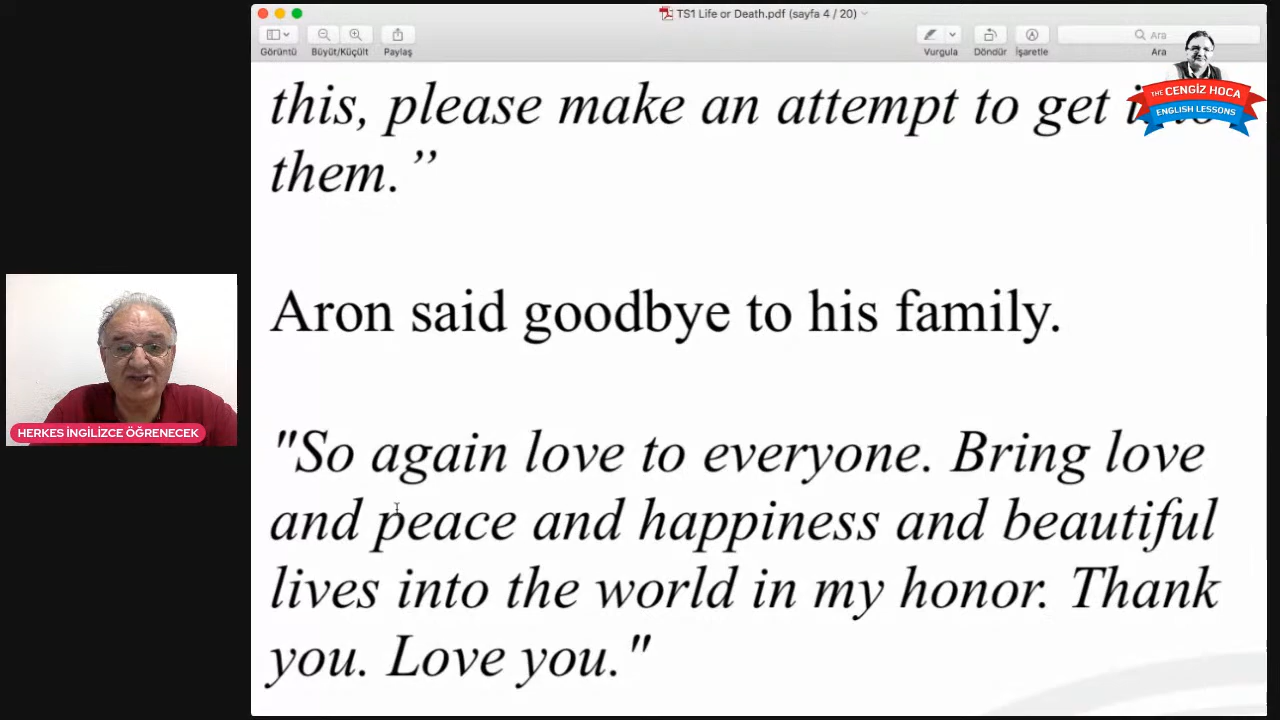 TS1 Life or Death.pdf (sayfa 4 / 20)
Görüntü
Büyüt/Küçült
Paylaş
Vurgula
Döndür
İşaretle
Ara
Ara
THE CENGİZ HOCA
ENGLISH LESSONS
this, please make an attempt to get
them.”
Aron said goodbye to his family.
"So again love to everyone. Bring love
and peace and happiness and beautiful
lives into the world in my honor. Thank
you. Love you."
HERKES İNGİLİZCE ÖĞRENECEK